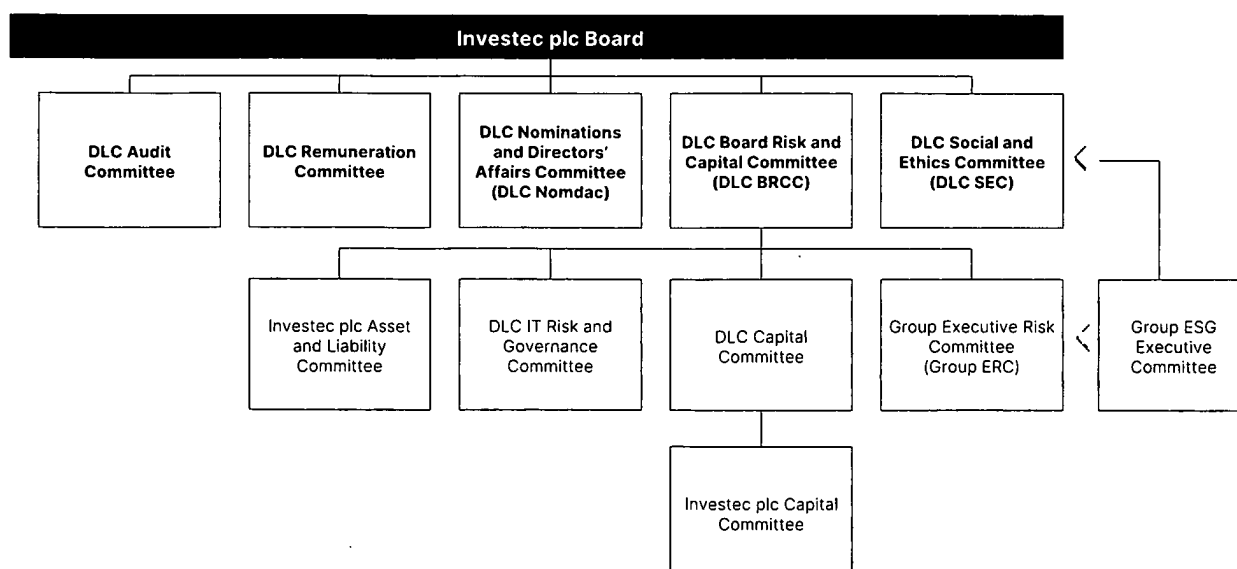 Investec plc Board
DLC Audit
Committee
DLC Remuneration
Committee
DLC Nominations
and Directors'
Affairs Committee
(DLC Nomdac)
DLC Board Risk and
Capital Committee
(DLC BRCC)
DLC Social and
Ethics Committee
(DLC SEC)
Investec plc Asset
and Liability
Committee
DLC IT Risk and
Governance
Committee
DLC Capital
Committee
Group Executive Risk
Committee
(Group ERC)
Group ESG
Executive
Committee
Investec plc Capital
Committee